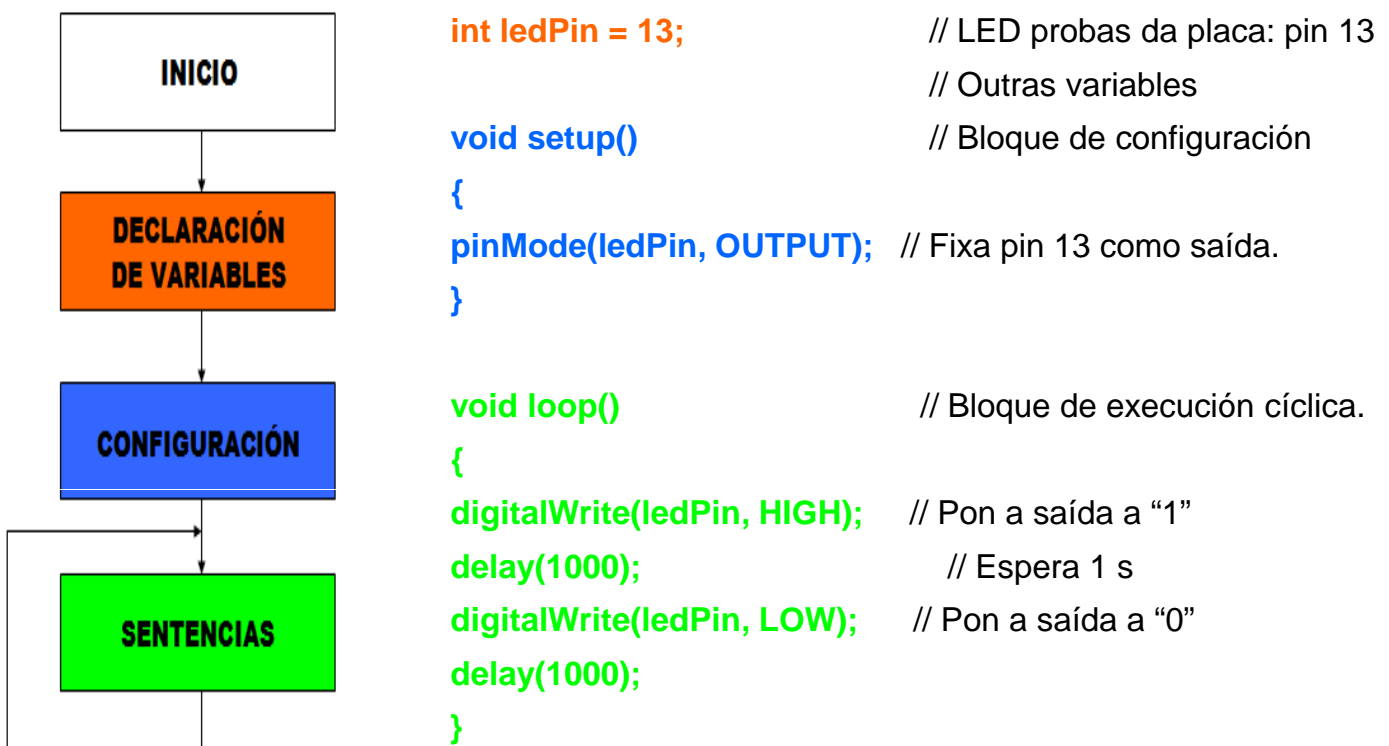 INICIO
DECLARACIÓN
DE VARIABLES
CONFIGURACIÓN
SENTENCIAS
int ledPin = 13; // LED probas da placa: pin 13
// Outras variables
void setup() // Bloque de configuración
{
pinMode(ledPin, OUTPUT); // Fixa pin 13 como saída.
}
void loop() // Bloque de execución cíclica.
{
digitalWrite(ledPin, HIGH); // Pon a saída a “1”
delay(1000); // Espera 1 s
digitalWrite(ledPin, LOW); // Pon a saída a “0”
delay(1000);
}